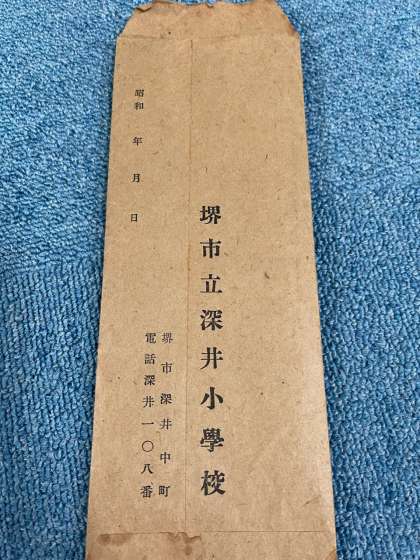 堺市立深井小學校
堺市深井中町
電話深井一〇八番
昭和　年　月　日